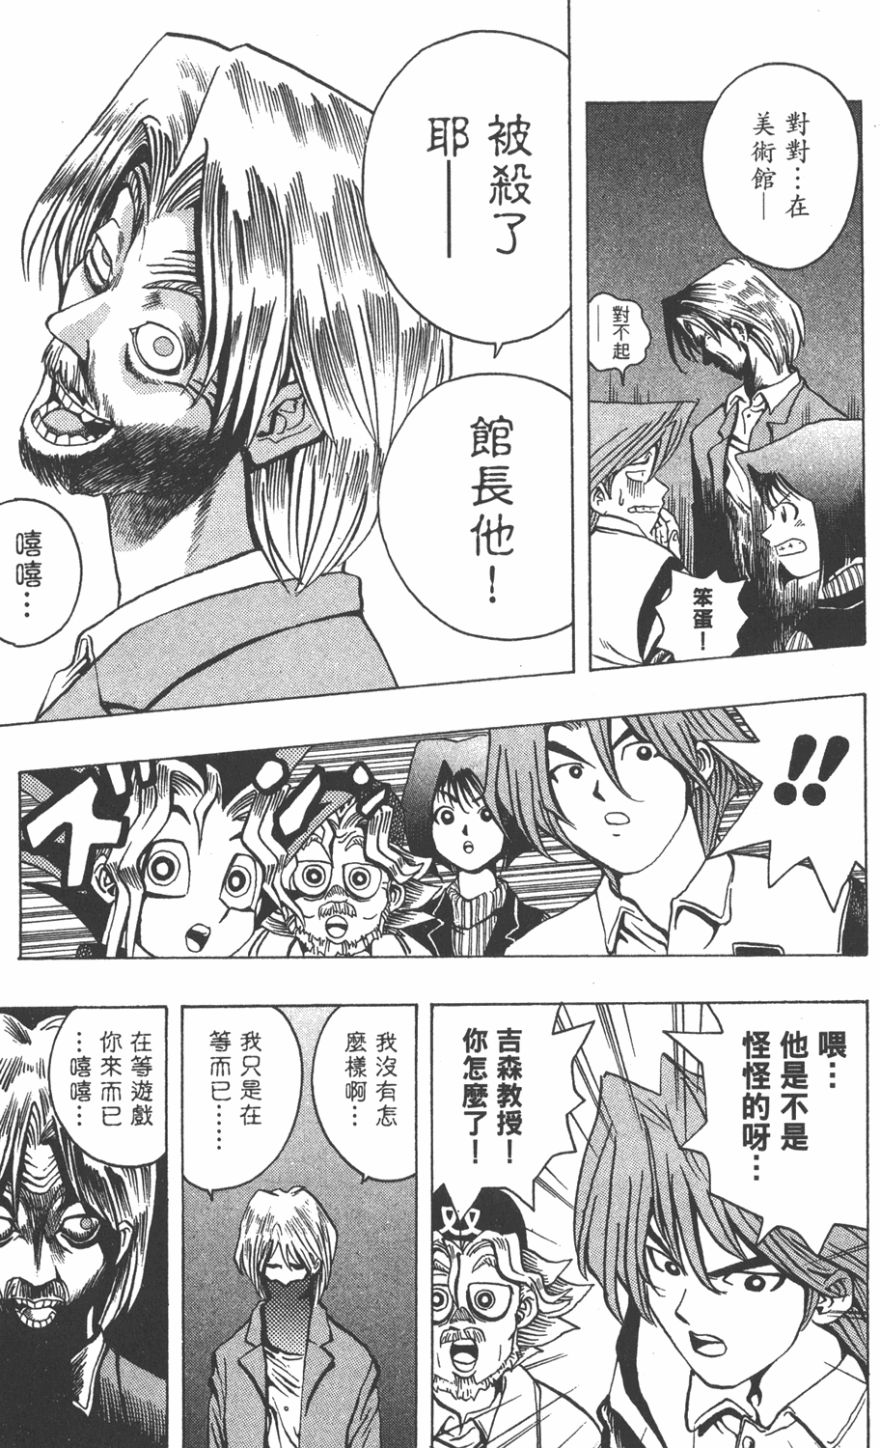 對對…在
美術館—
對不起
——
笨蛋！
被殺了
耶——
館長他！
嘻嘻…
!!
喂…
他是不是
怪怪的呀…
吉森教授！
你怎麼了！
我沒有怎
麼樣啊…
我只是在
等而已……
在等遊戲
你來而已
…嘻嘻…